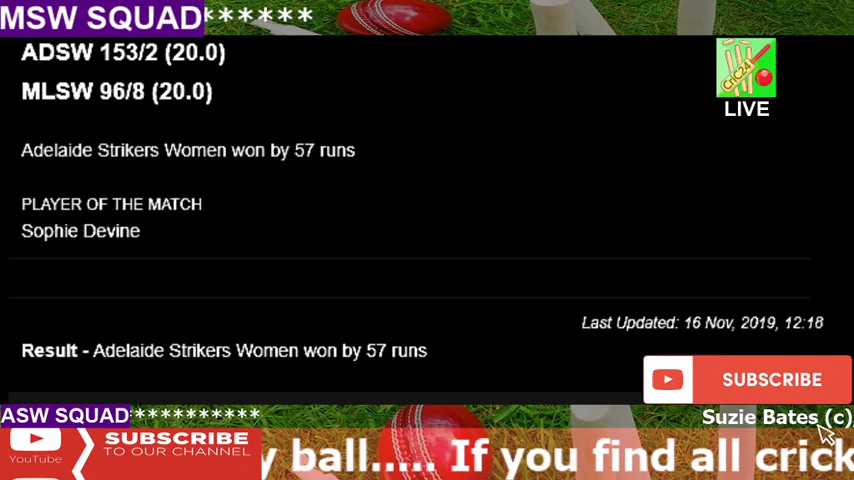 MSW SQUAD******
ADSW 153/2 (20.0)
MLSW 96/8 (20.0)
CriC24
LIVE
Adelaide Strikers Women won by 57 runs
PLAYER OF THE MATCH
Sophie Devine
Last Updated: 16 Nov, 2019, 12:18
Result - Adelaide Strikers Women won by 57 runs
SUBSCRIBE
ASW SQUAD**********
Suzie Bates (c)
YouTube
SUBSCRIBE
TO OUR CHANNEL
y ball..... If you find all crick